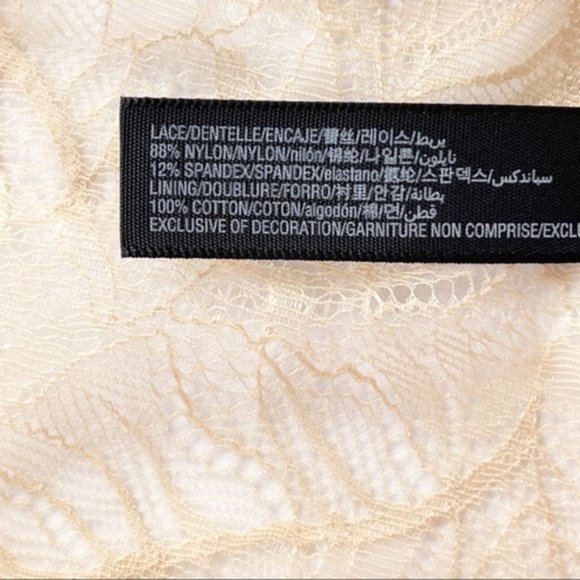 LACE/DENTELLE/ENCAJE/蕾丝/레이스/يربط
88% NYLON/NYLON/nilón/锦纶/나일론/نايلون
12% SPANDEX/SPANDEX/elastano/氨纶/스판덱스/سباندكس
LINING/DOUBLURE/FORRO/衬里/안감/بطانة
100% COTTON/COTON/algodón/棉/면/قطن
EXCLUSIVE OF DECORATION/GARNITURE NON COMPRISE/EXCLU